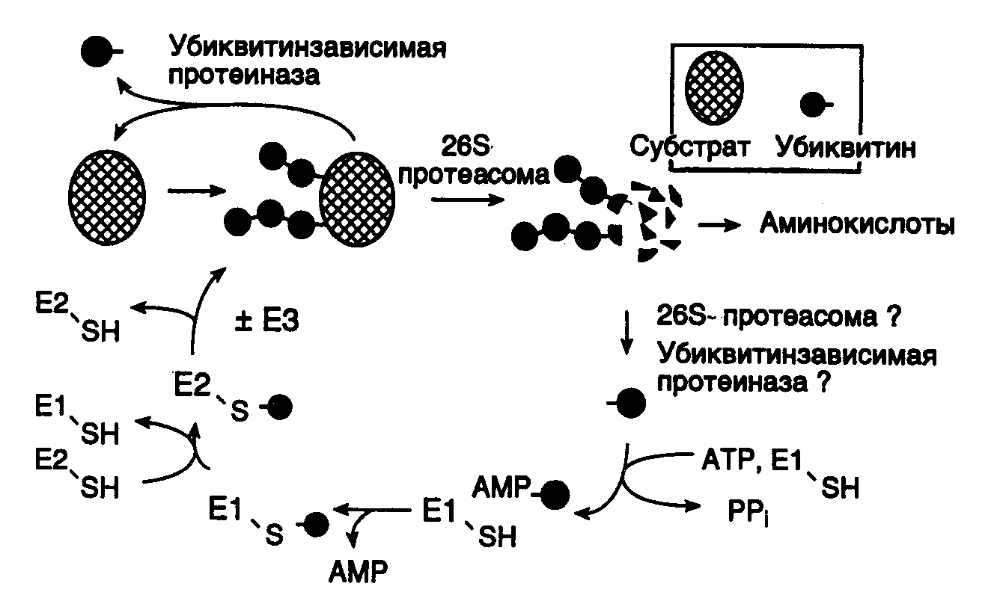 Убиквитинзависимая
протеиназа
Субстрат Убиквитин
26S
протеасома
Аминокислоты
E2
SH
± E3
26S- протеасома ?
Убиквитинзависимая
протеиназа ?
E2
S
E1
SH
E2
SH
ATP, E1
SH
PPi
AMP
E1
SH
E1
S
AMP